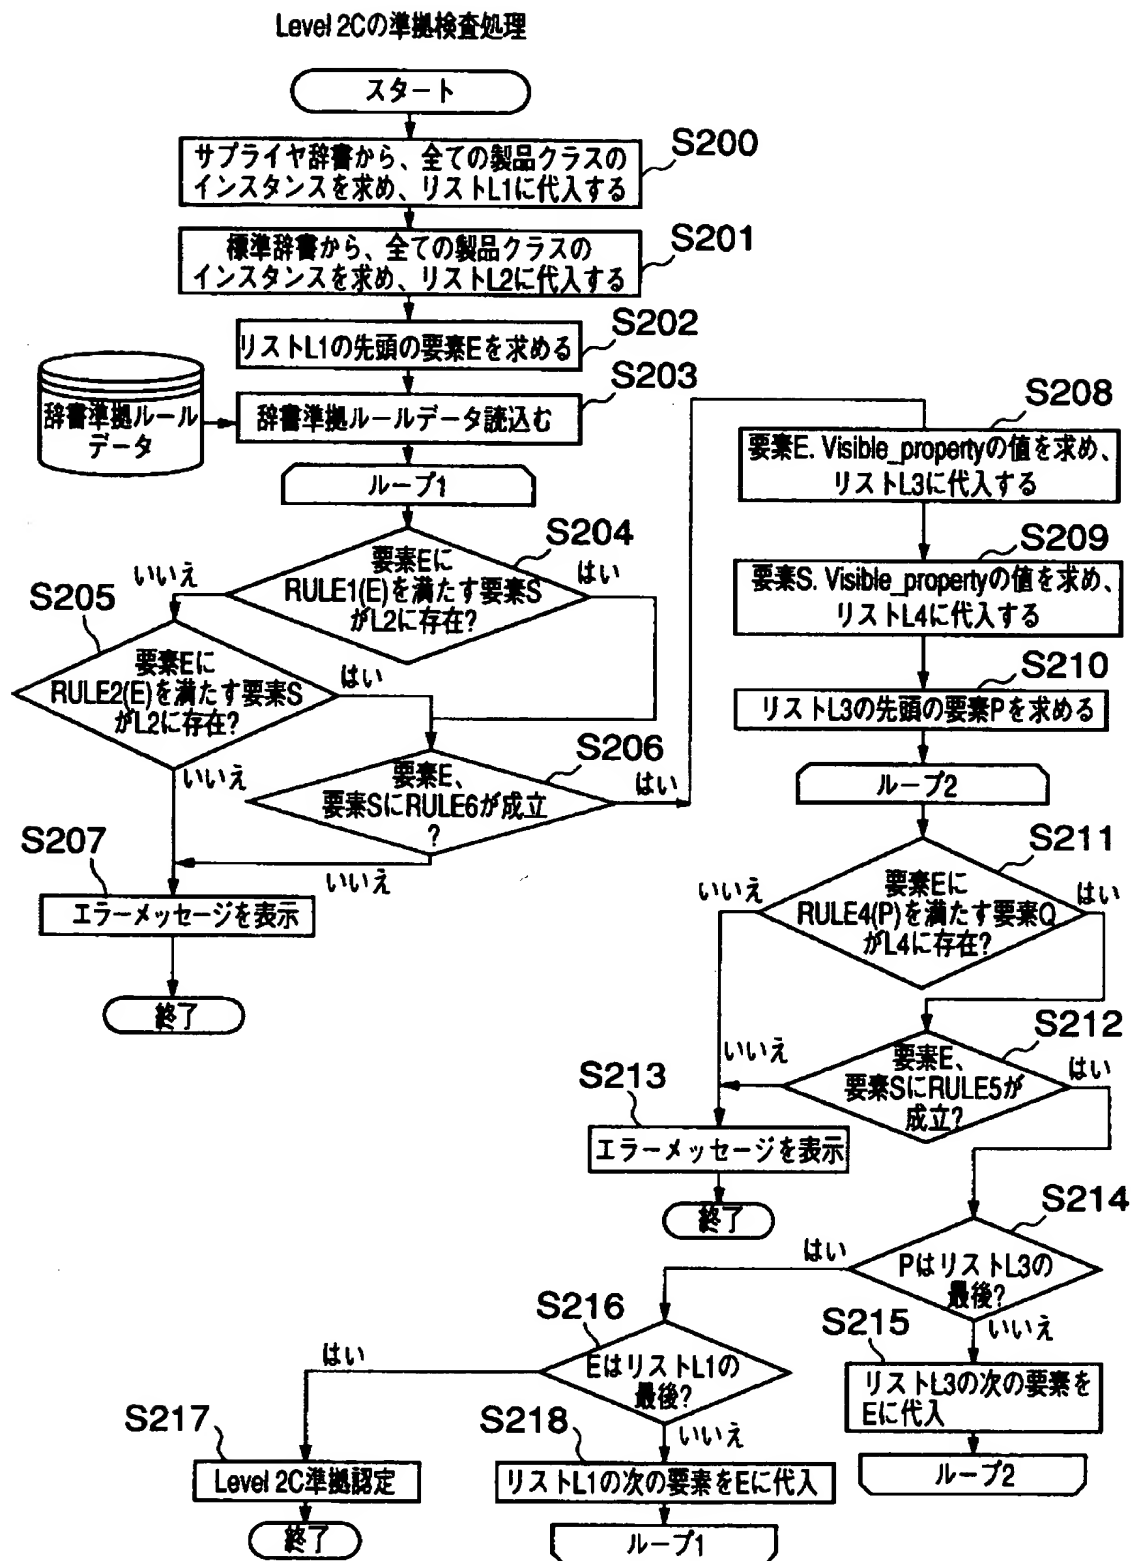 Level 2Cの準拠検査処理
スタート
サプライヤ辞書から、全ての製品クラスの
インスタンスを求め、リストL1に代入する
S200
標準辞書から、全ての製品クラスの
インスタンスを求め、リストL2に代入する
S201
リストL1の先頭の要素Eを求める
S202
辞書準拠ルール
データ
辞書準拠ルールデータ読込む
S203
ループ1
要素Eに
RULE1(E)を満たす要素S
がL2に存在?
S204
いいえ
はい
S205
要素Eに
RULE2(E)を満たす要素S
がL2に存在?
はい
いいえ
S206
要素E、
要素SにRULE6が成立
?
はい
いいえ
S207
エラーメッセージを表示
終了
S208
要素E. Visible_propertyの値を求め、
リストL3に代入する
S209
要素S. Visible_propertyの値を求め、
リストL4に代入する
S210
リストL3の先頭の要素Pを求める
ループ2
S211
要素Eに
RULE4(P)を満たす要素Q
がL4に存在?
いいえ
はい
S212
要素E、
要素SにRULE5が
成立?
いいえ
はい
S213
エラーメッセージを表示
終了
S214
PはリストL3の
最後?
はい
いいえ
S215
リストL3の次の要素を
Eに代入
ループ2
S216
EはリストL1の
最後?
はい
いいえ
S217
Level 2C準拠認定
終了
S218
リストL1の次の要素をEに代入
ループ1